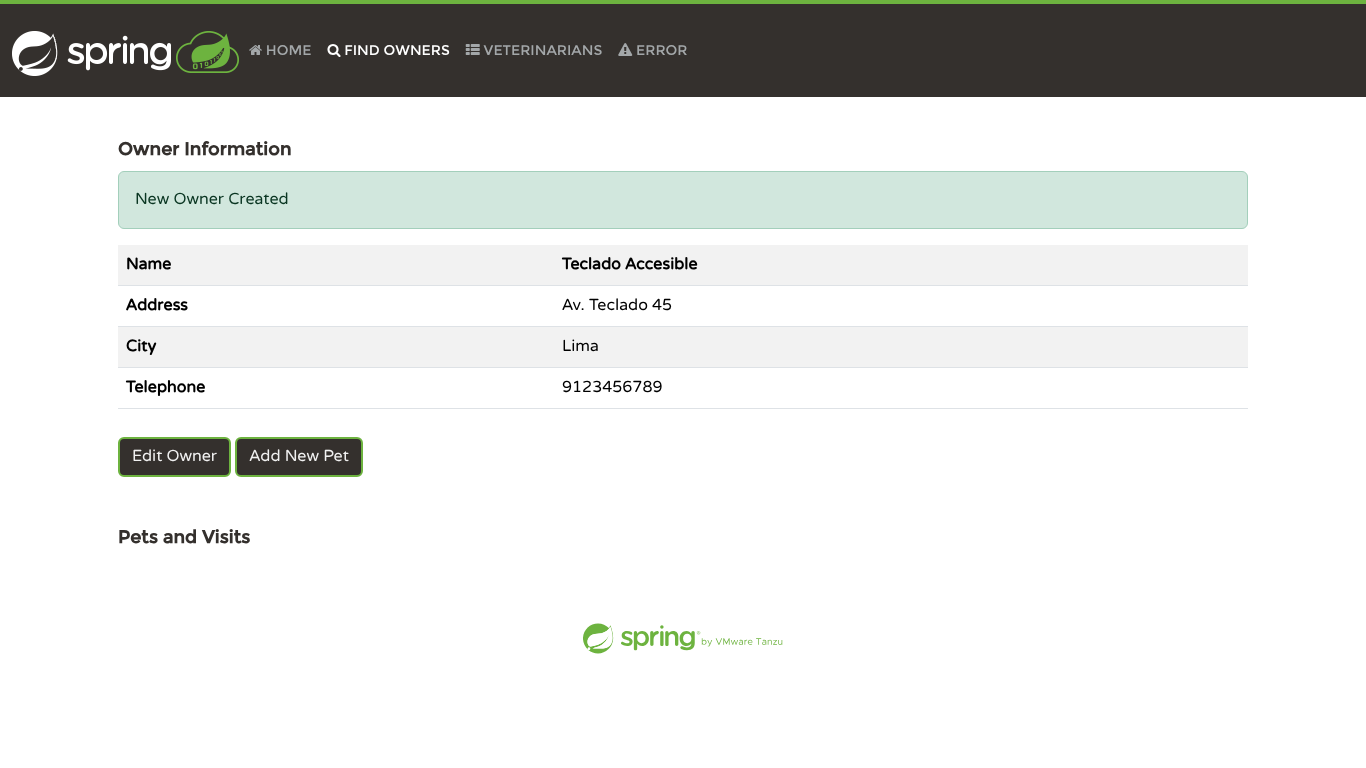 spring HOME FIND OWNERS VETERINARIANS ERROR
Owner Information
New Owner Created
Name Teclado Accesible
Address Av. Teclado 45
City Lima
Telephone 9123456789
Edit Owner Add New Pet
Pets and Visits
spring by VMware Tanzu